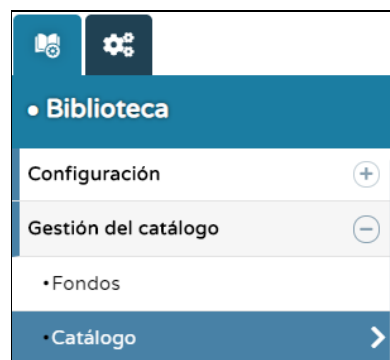 • Biblioteca
Configuración
Gestión del catálogo
•Fondos
•Catálogo